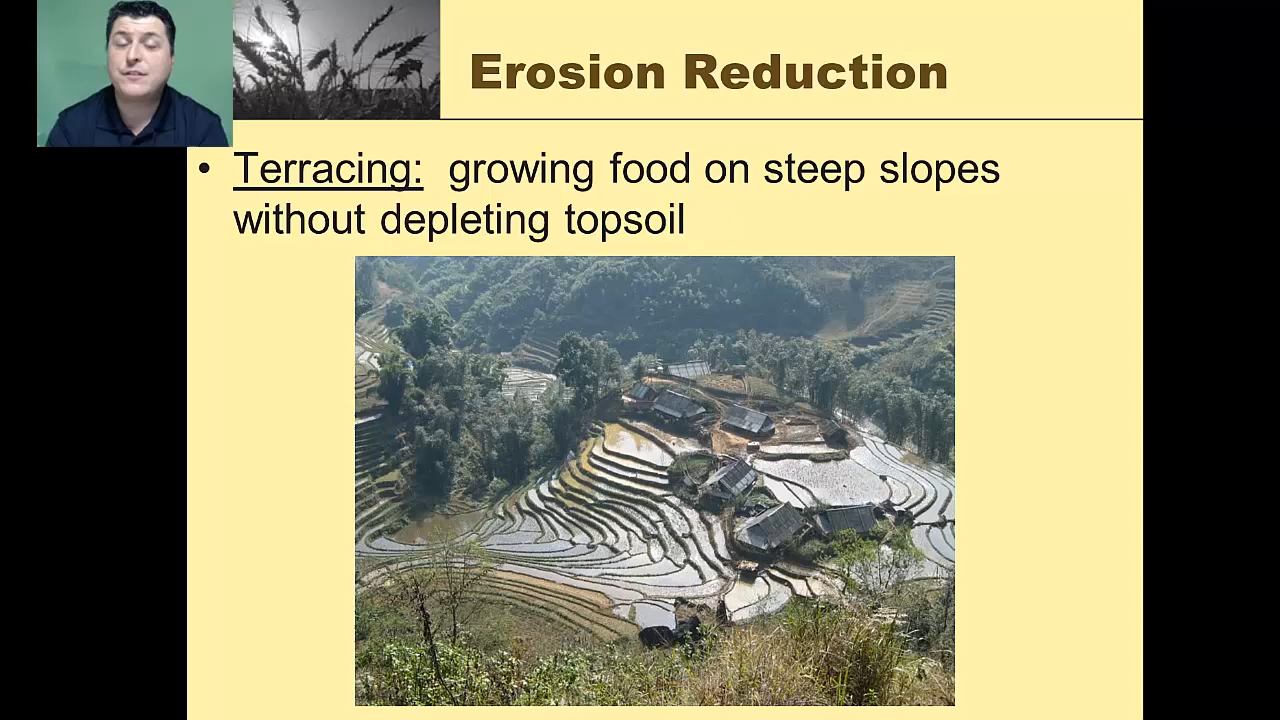 Erosion Reduction
• Terracing: growing food on steep slopes
without depleting topsoil